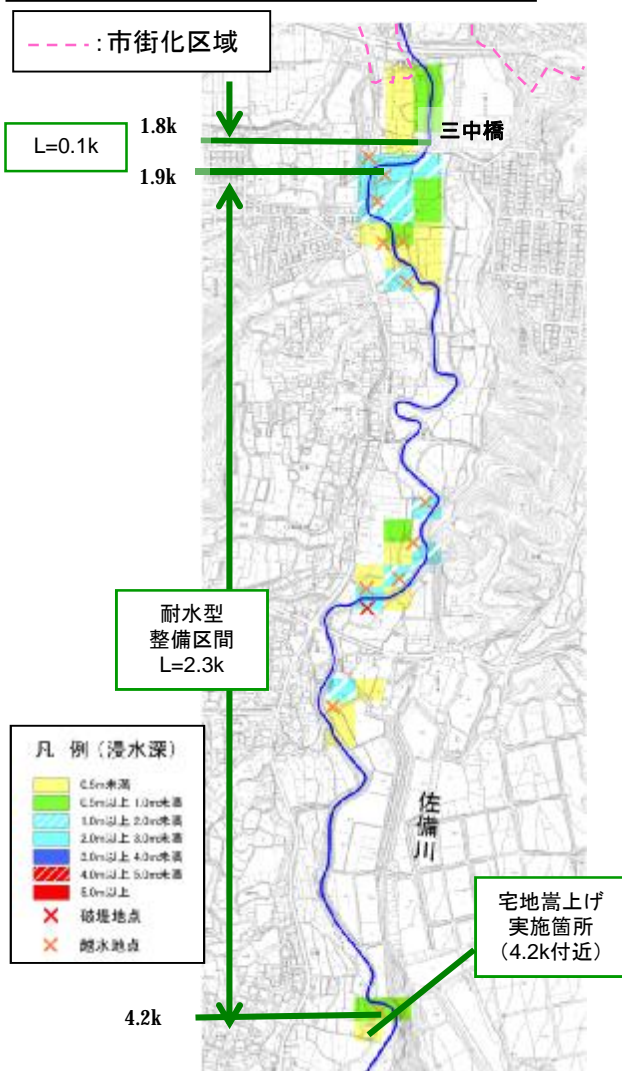 :市街化区域
L=0.1k
1.8k
三中橋
1.9k
耐水型
整備区間
L=2.3k
凡 例(浸水深)
0.5m未満
0.5m以上 1.0m未満
1.0m以上 2.0m未満
2.0m以上 3.0m未満
3.0m以上 4.0m未満
4.0m以上 5.0m未満
5.0m以上
破堤地点
越水地点
佐備川
宅地嵩上げ
実施箇所
(4.2k付近)
4.2k